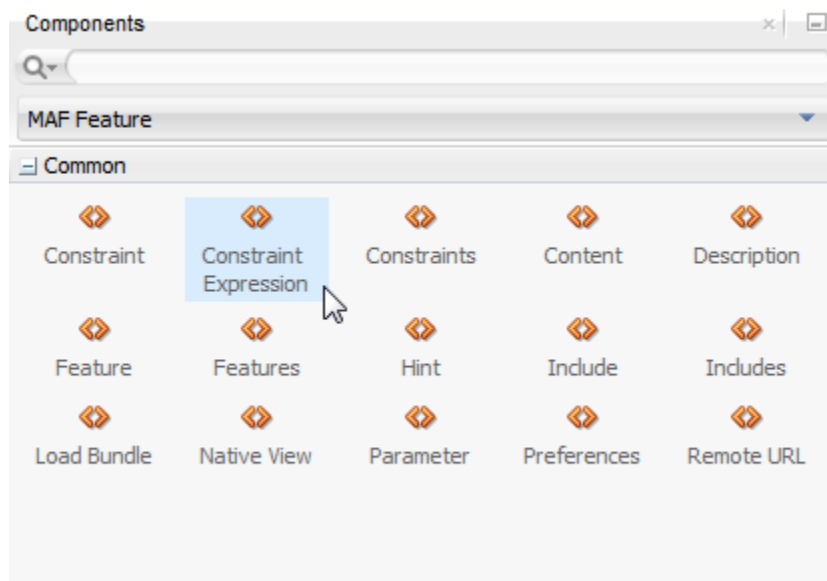 Components
MAF Feature
Common
Constraint
Constraint
Expression
Constraints
Content
Description
Feature
Features
Hint
Include
Includes
Load Bundle
Native View
Parameter
Preferences
Remote URL